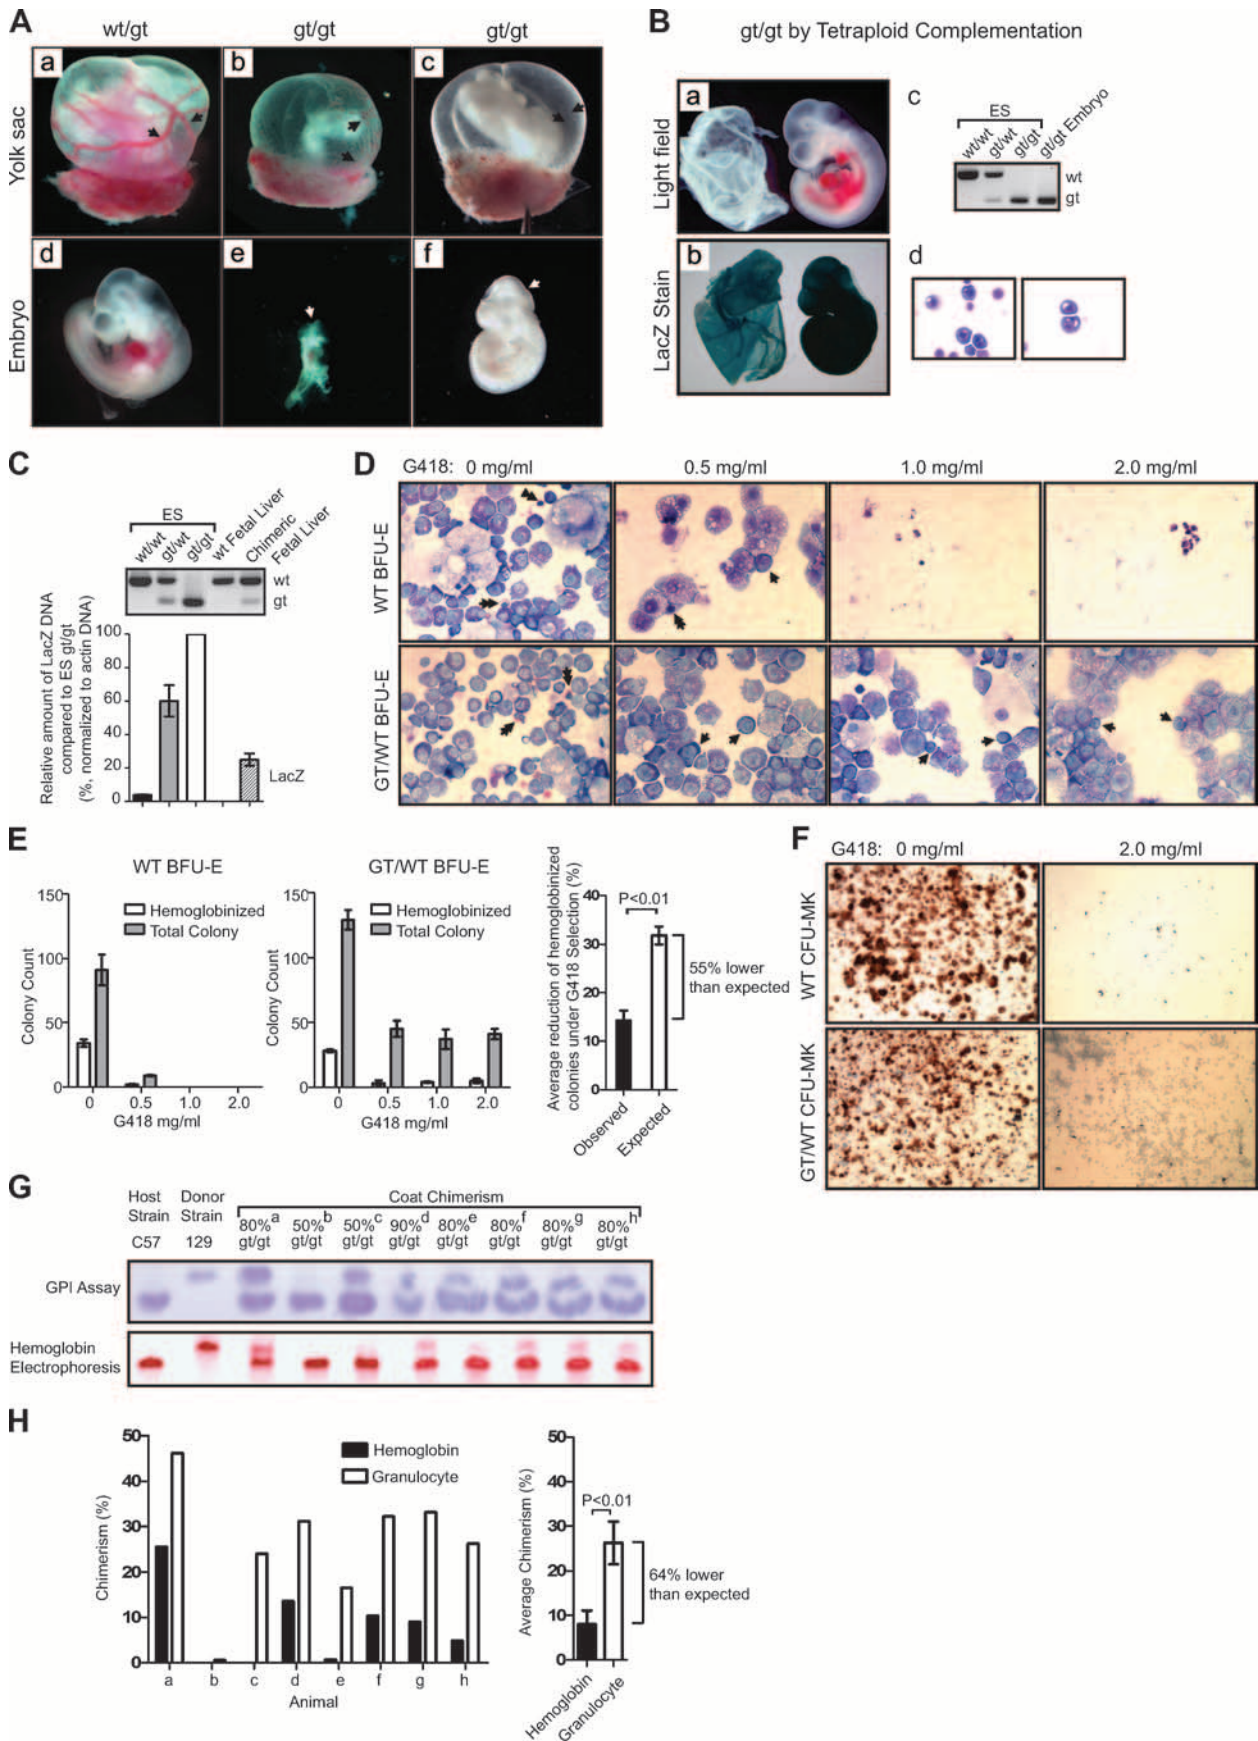 A
wt/gt
gt/gt
gt/gt
Yolk sac
a
b
c
Embryo
d
e
f
B
gt/gt by Tetraploid Complementation
Light field
a
LacZ Stain
b
c
ES
wt/wt
gt/wt
gt/gt
gt/gt Embryo
wt
gt
d
C
ES
wt/wt
gt/wt
gt/gt
wt Fetal Liver
Chimeric
Fetal Liver
wt
gt
Relative amount of LacZ DNA
compared to ES gt/gt
(%, normalized to actin DNA)
100
80
60
40
20
0
LacZ
D
G418: 0 mg/ml
0.5 mg/ml
1.0 mg/ml
2.0 mg/ml
WT BFU-E
GT/WT BFU-E
E
WT BFU-E
Colony Count
150
100
50
0
Hemoglobinized
Total Colony
0 0.5 1.0 2.0
G418 mg/ml
GT/WT BFU-E
Colony Count
150
100
50
0
Hemoglobinized
Total Colony
0 0.5 1.0 2.0
G418 mg/ml
Average reduction of hemoglobinized
colonies under G418 Selection (%)
40
30
20
10
0
P<0.01
55% lower
than expected
Observed
Expected
F
G418: 0 mg/ml
2.0 mg/ml
WT CFU-MK
GT/WT CFU-MK
G
Host
Strain
C57
Donor
Strain
129
Coat Chimerism
80% a 50% b 50% c 90% d 80% e 80% f 80% g 80% h
gt/gt gt/gt gt/gt gt/gt gt/gt gt/gt gt/gt gt/gt
GPI Assay
Hemoglobin
Electrophoresis
H
Chimerism (%)
50
40
30
20
10
0
Hemoglobin
Granulocyte
a b c d e f g h
Animal
Average Chimerism (%)
50
40
30
20
10
0
P<0.01
64% lower
than expected
Hemoglobin
Granulocyte